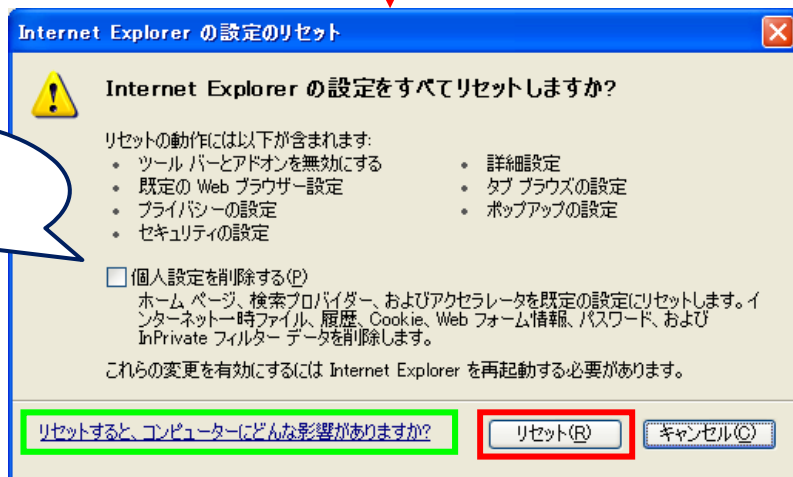 Internet Explorer の設定のリセット
Internet Explorer の設定をすべてリセットしますか?
リセットの動作には以下が含まれます:
• ツール バーとアドオンを無効にする
• 既定の Web ブラウザー設定
• プライバシーの設定
• セキュリティの設定
• 詳細設定
• タブ ブラウズの設定
• ポップアップの設定
個人設定を削除する(P)
ホーム ページ、検索プロバイダー、およびアクセラレータを既定の設定にリセットします。イ
ンターネット一時ファイル、履歴、Cookie、Web フォーム情報、パスワード、および
InPrivate フィルター データを削除します。
これらの変更を有効にするには Internet Explorer を再起動する必要があります。
リセットすると、コンピューターにどんな影響がありますか?
リセット(R)
キャンセル(C)